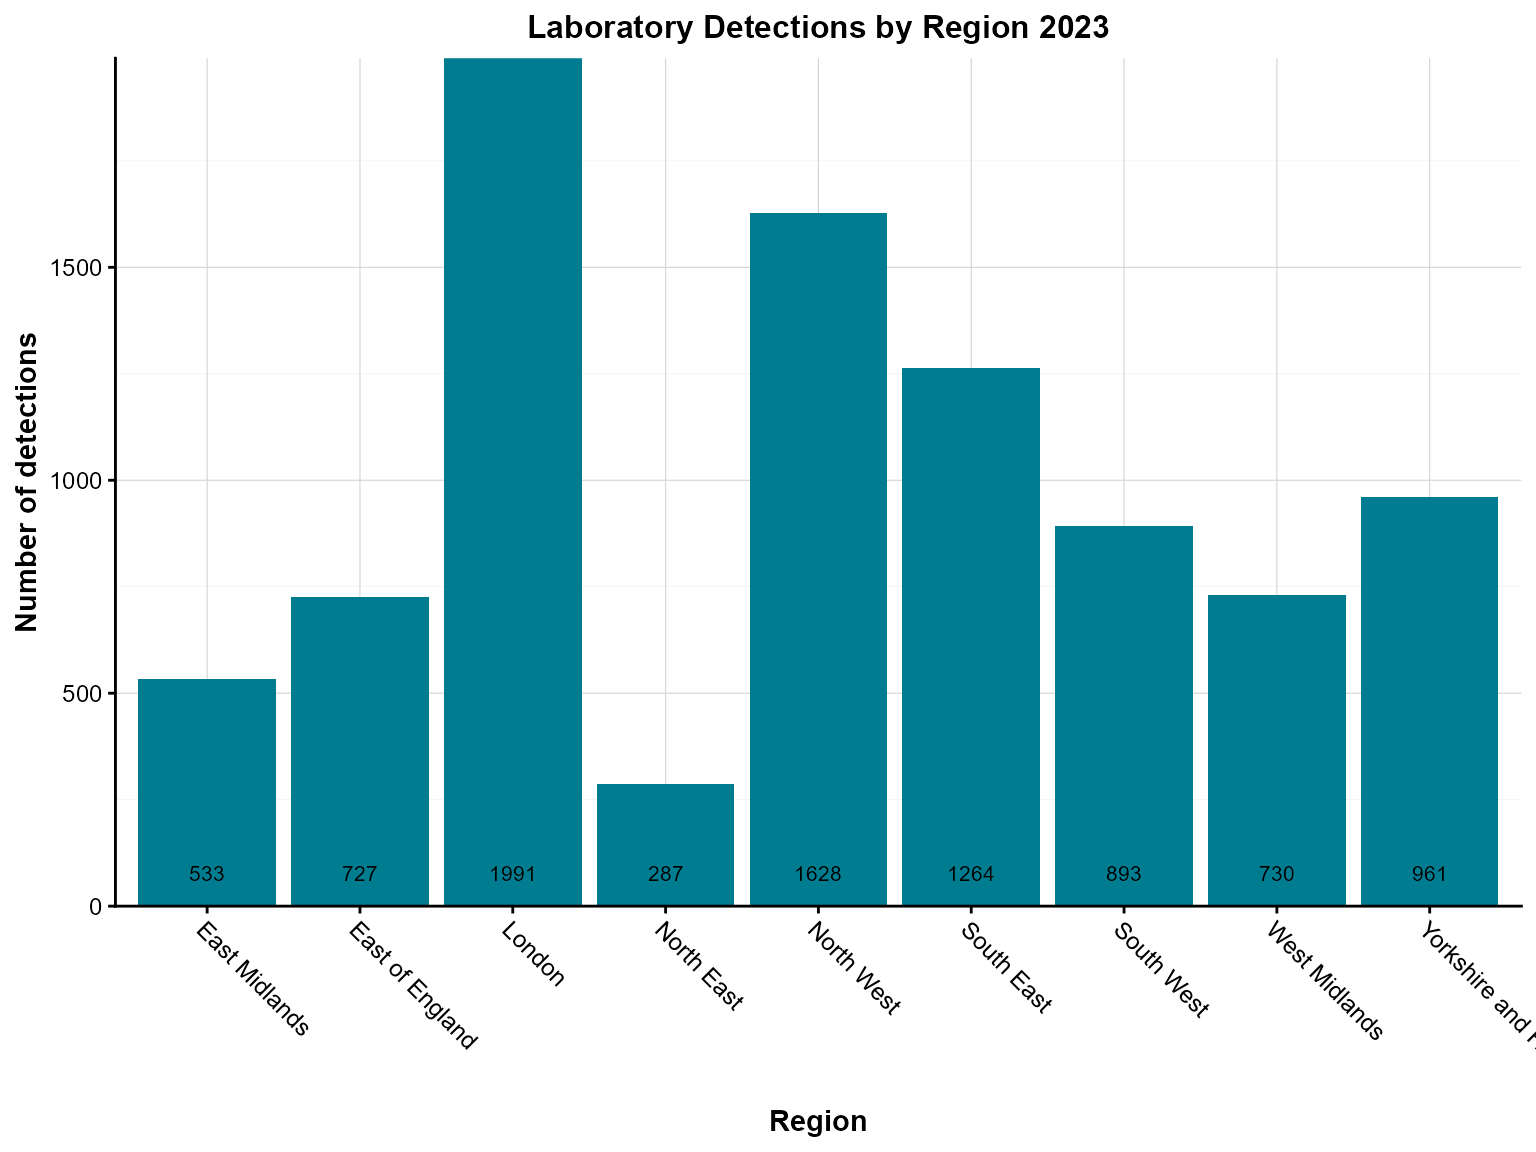 Laboratory Detections by Region 2023
Number of detections
1500
1000
500
0
533
727
1991
287
1628
1264
893
730
961
East Midlands
East of England
London
North East
North West
South East
South West
West Midlands
Yorkshire and
Region